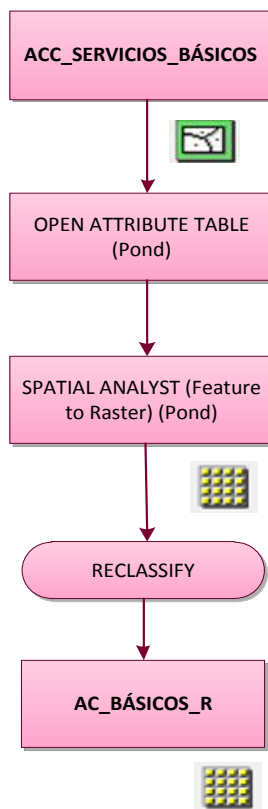 ACC_SERVICIOS_BÁSICOS
OPEN ATTRIBUTE TABLE
(Pond)
SPATIAL ANALYST (Feature
to Raster) (Pond)
RECLASSIFY
AC_BÁSICOS_R